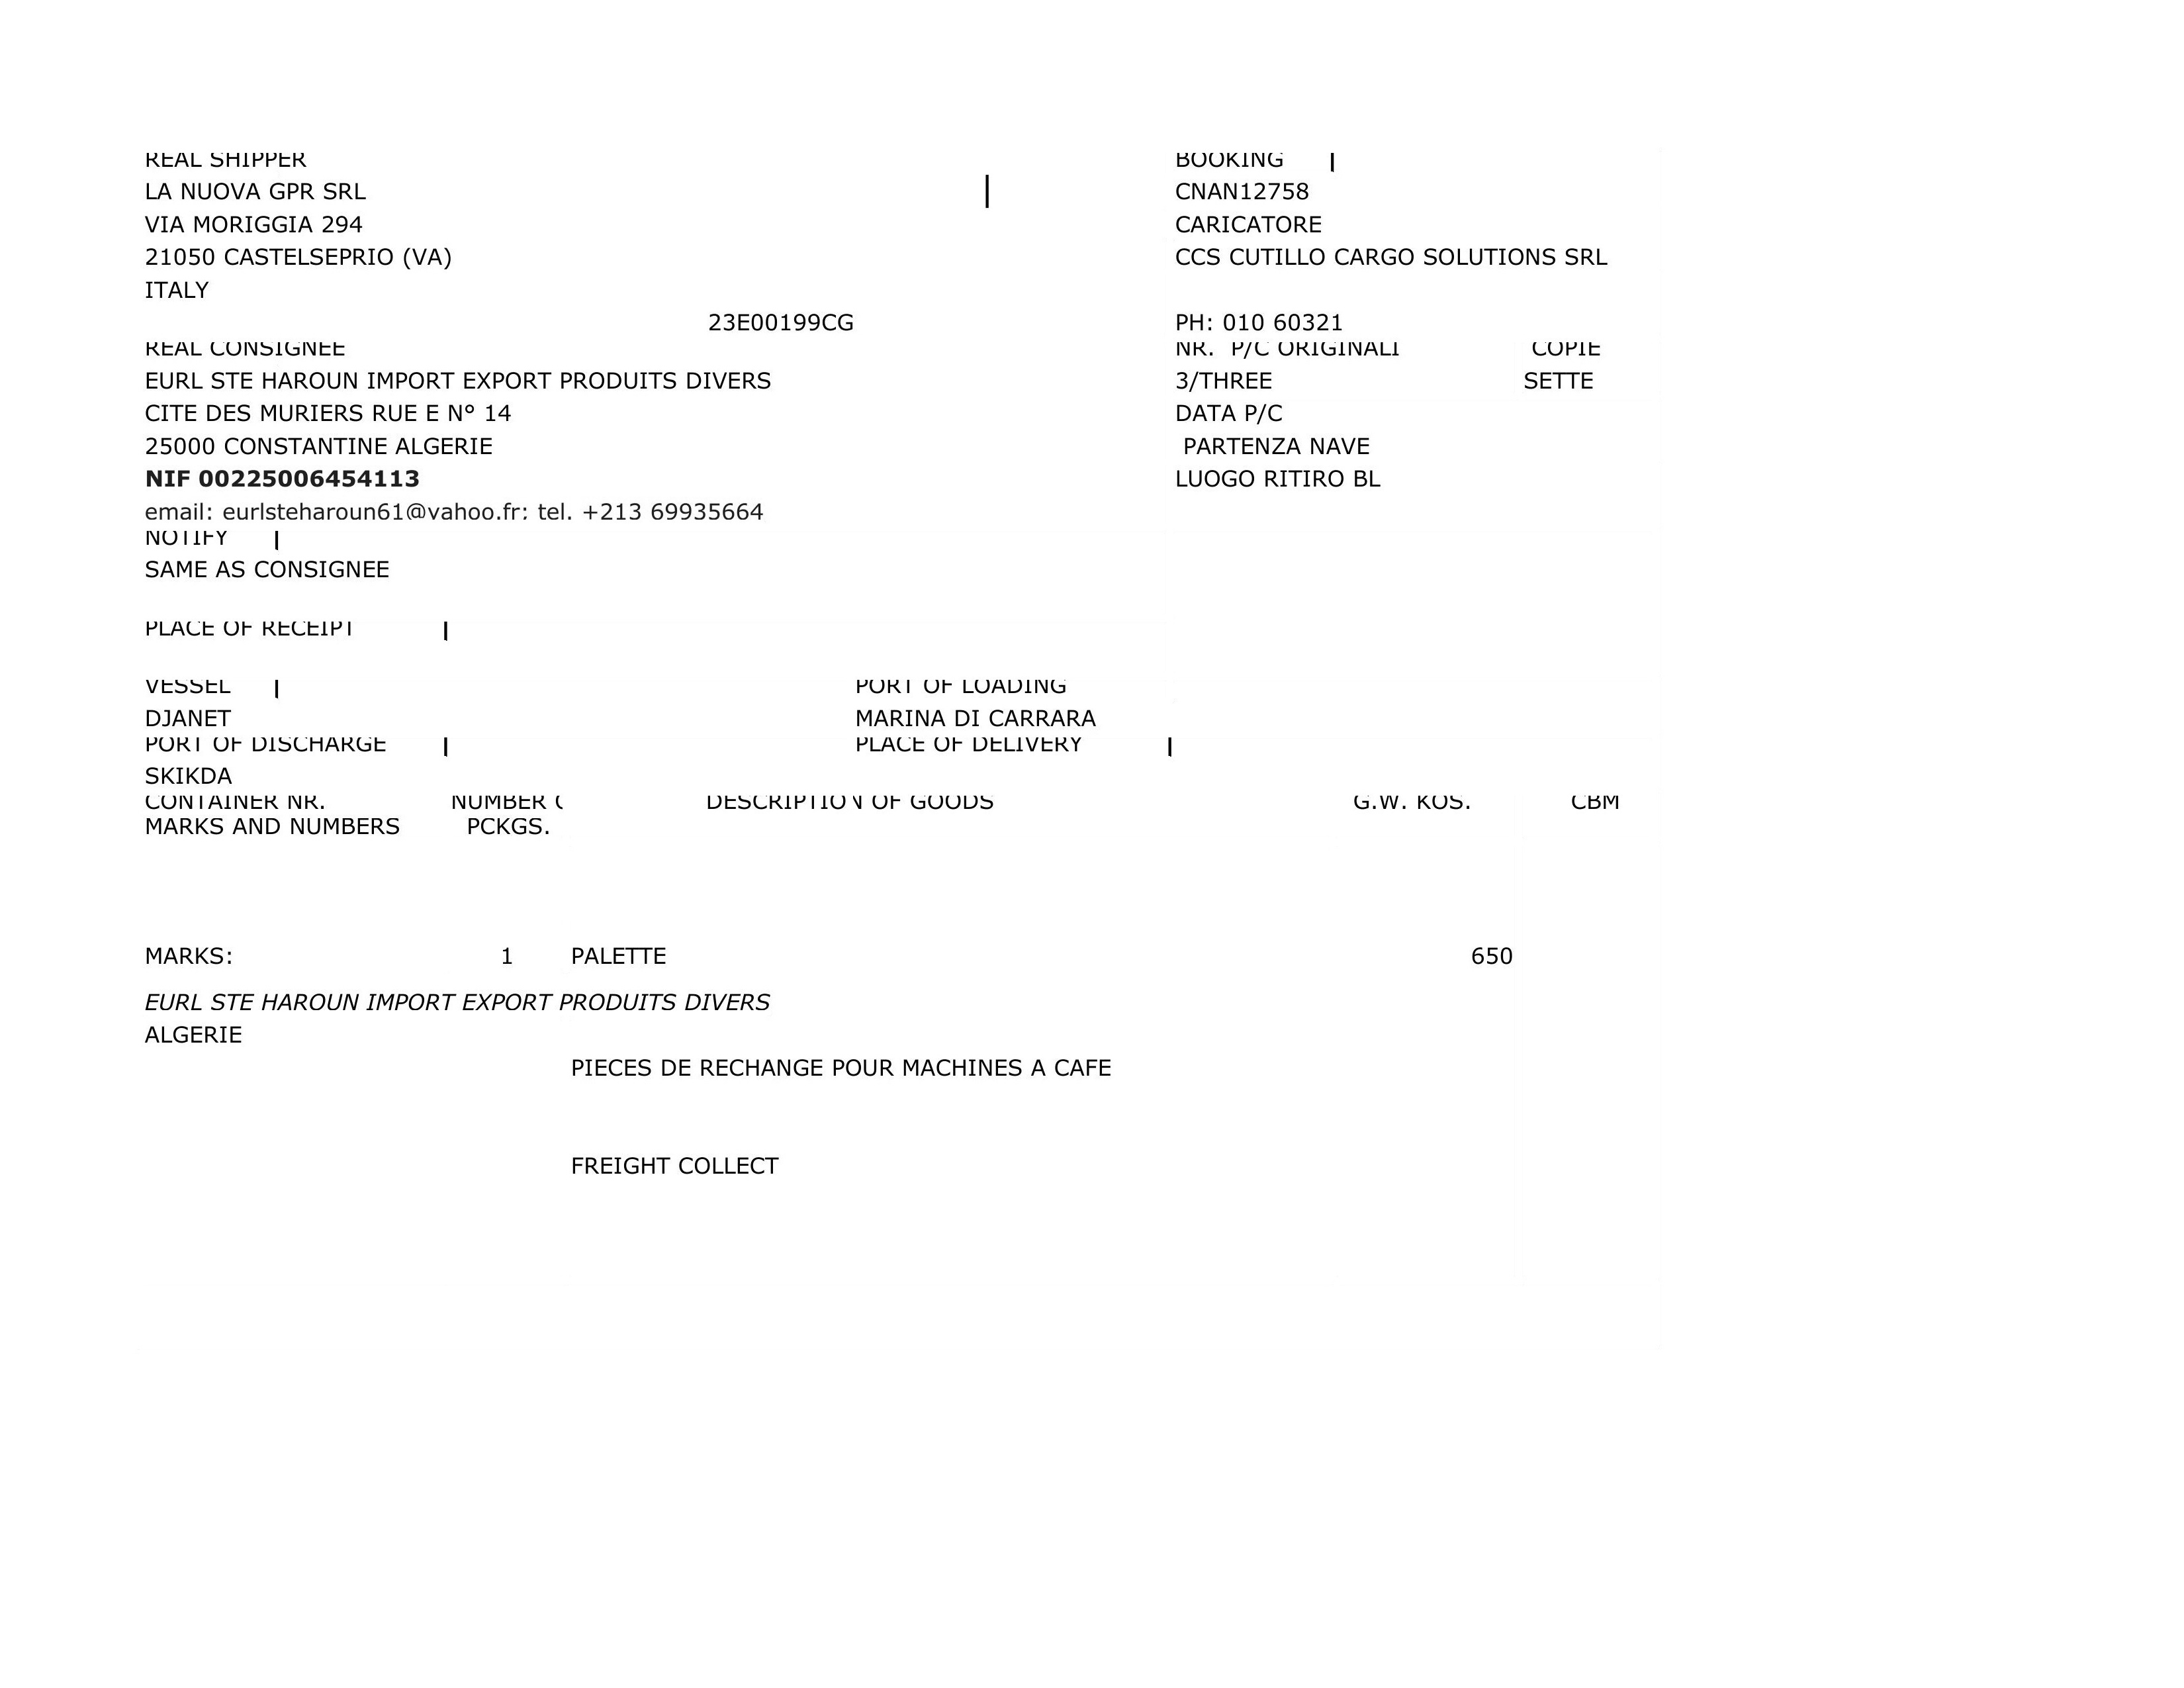 REAL SHIPPER BOOKING
LA NUOVA GPR SRL CNAN12758
VIA MORIGGIA 294 CARICATORE
21050 CASTELSEPRIO (VA) CCS CUTILLO CARGO SOLUTIONS SRL
ITALY
23E00199CG PH: 010 60321
REAL CONSIGNEE NR. P/C ORIGINALI COPIE
EURL STE HAROUN IMPORT EXPORT PRODUITS DIVERS 3/THREE SETTE
CITE DES MURIERS RUE E N° 14 DATA P/C
25000 CONSTANTINE ALGERIE PARTENZA NAVE
NIF 00225006454113 LUOGO RITIRO BL
email: eurlsteharoun61@yahoo.fr: tel. +213 69935664
NOTIFY
SAME AS CONSIGNEE
PLACE OF RECEIPT
VESSEL PORT OF LOADING
DJANET MARINA DI CARRARA
PORT OF DISCHARGE PLACE OF DELIVERY
SKIKDA
CONTAINER NR. NUMBER DESCRIPTION OF GOODS G.W. KGS. CBM
MARKS AND NUMBERS PCKGS.
MARKS: 1 PALETTE 650
EURL STE HAROUN IMPORT EXPORT PRODUITS DIVERS
ALGERIE
PIECES DE RECHANGE POUR MACHINES A CAFE
FREIGHT COLLECT